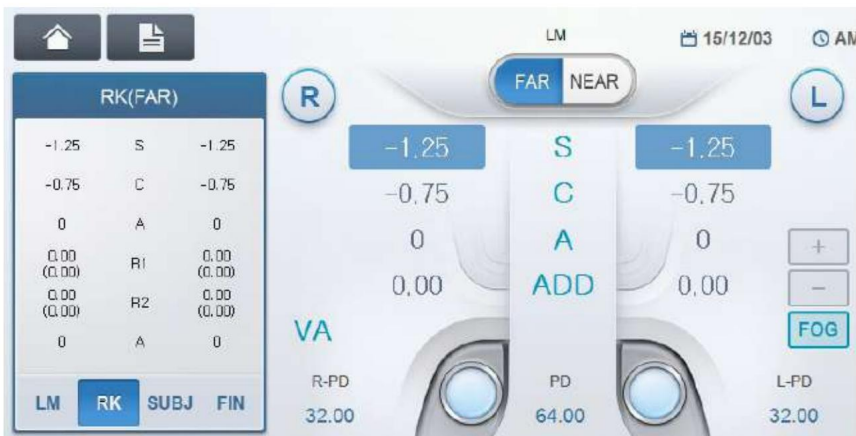 LM
15/12/03
AM
RK(FAR)
R
FAR NEAR
L
-1.25 S -1.25
-0.75 C -0.75
0 A 0
0.00 R1 0.00
(0.00) (0.00)
0.00 R2 0.00
(0.00) (0.00)
0 A 0
LM RK SUBJ FIN
-1.25 S -1.25
-0.75 C -0.75
0 A 0
0.00 ADD 0.00
+
-
VA
FOG
R-PD PD L-PD
32.00 64.00 32.00